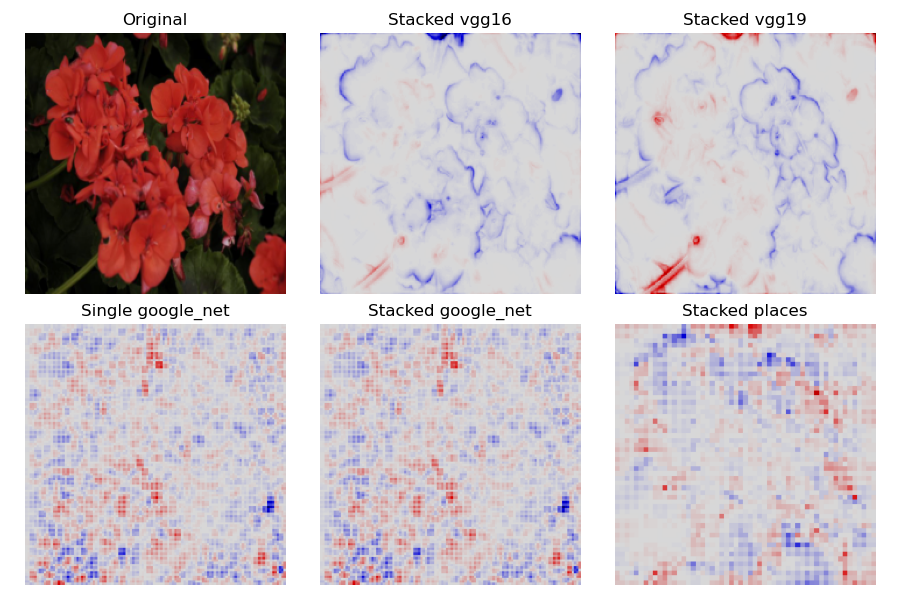 Original
Stacked vgg16
Stacked vgg19
Single google_net
Stacked google_net
Stacked places